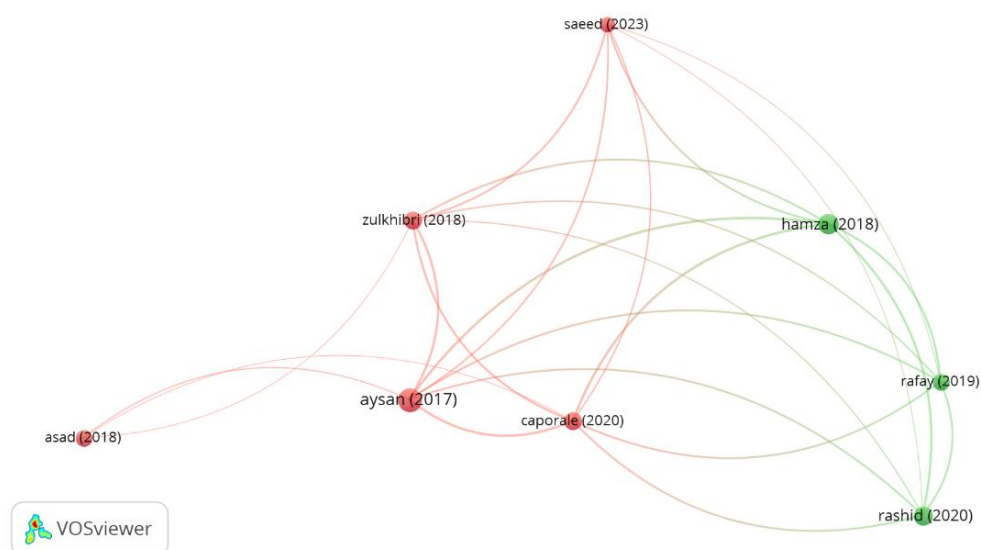 saeed (2023)
zulkhibri (2018)
hamza (2018)
rafay (2019)
aysan (2017)
caporale (2020)
asad (2018)
rashid (2020)
VOSviewer